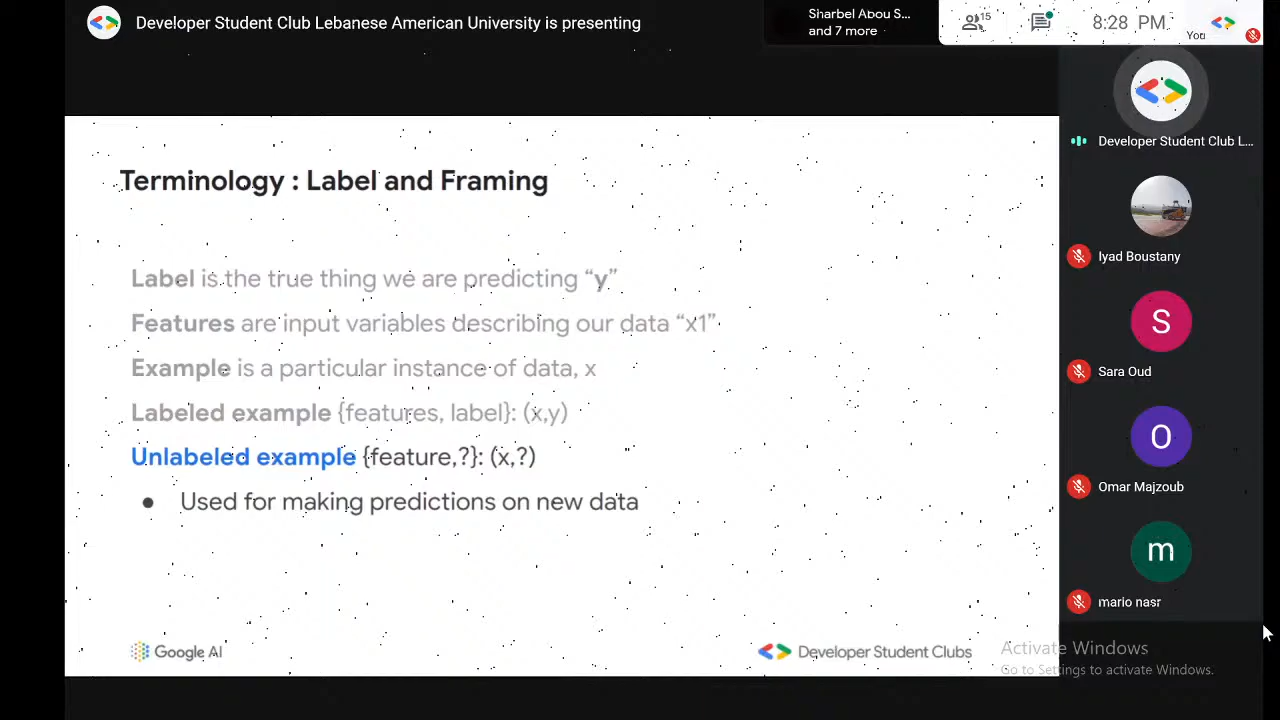 Developer Student Club Lebanese American University is presenting
Sharbel Abou S...
and 7 more
15
8:28 PM
You
Developer Student Club L...
Terminology : Label and Framing
Iyad Boustany
Label is the true thing we are predicting “y”
Features are input variables describing our data “x1”
Example is a particular instance of data, x
Labeled example {features, label}: (x,y)
Unlabeled example {feature,?}: (x,?)
● Used for making predictions on new data
S
Sara Oud
O
Omar Majzoub
m
mario nasr
Google AI
Developer Student Clubs
Activate Windows
Go to Settings to activate Windows.